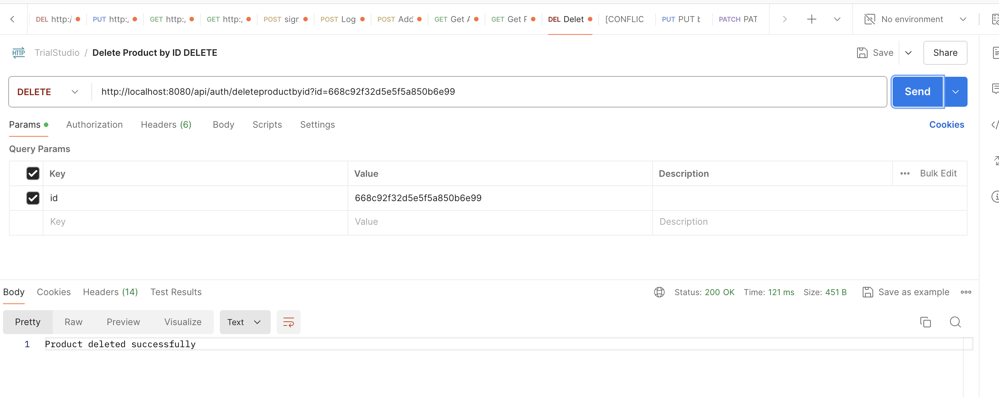 DEL http:/ PUT http:, GET http:, GET http:, POST sigr POST Log POST Add GET Get A GET Get F DEL Delet [CONFLIC PUT PUT b PATCH PAT No environment
HTTP TrialStudio / Delete Product by ID DELETE Save Share
DELETE http://localhost:8080/api/auth/deleteproductbyid?id=668c92f32d5e5f5a850b6e99 Send
Params Authorization Headers (6) Body Scripts Settings Cookies
Query Params
Key Value Description Bulk Edit
id 668c92f32d5e5f5a850b6e99
Key Value Description
Body Cookies Headers (14) Test Results Status: 200 OK Time: 121 ms Size: 451 B Save as example
Pretty Raw Preview Visualize Text
1 Product deleted successfully